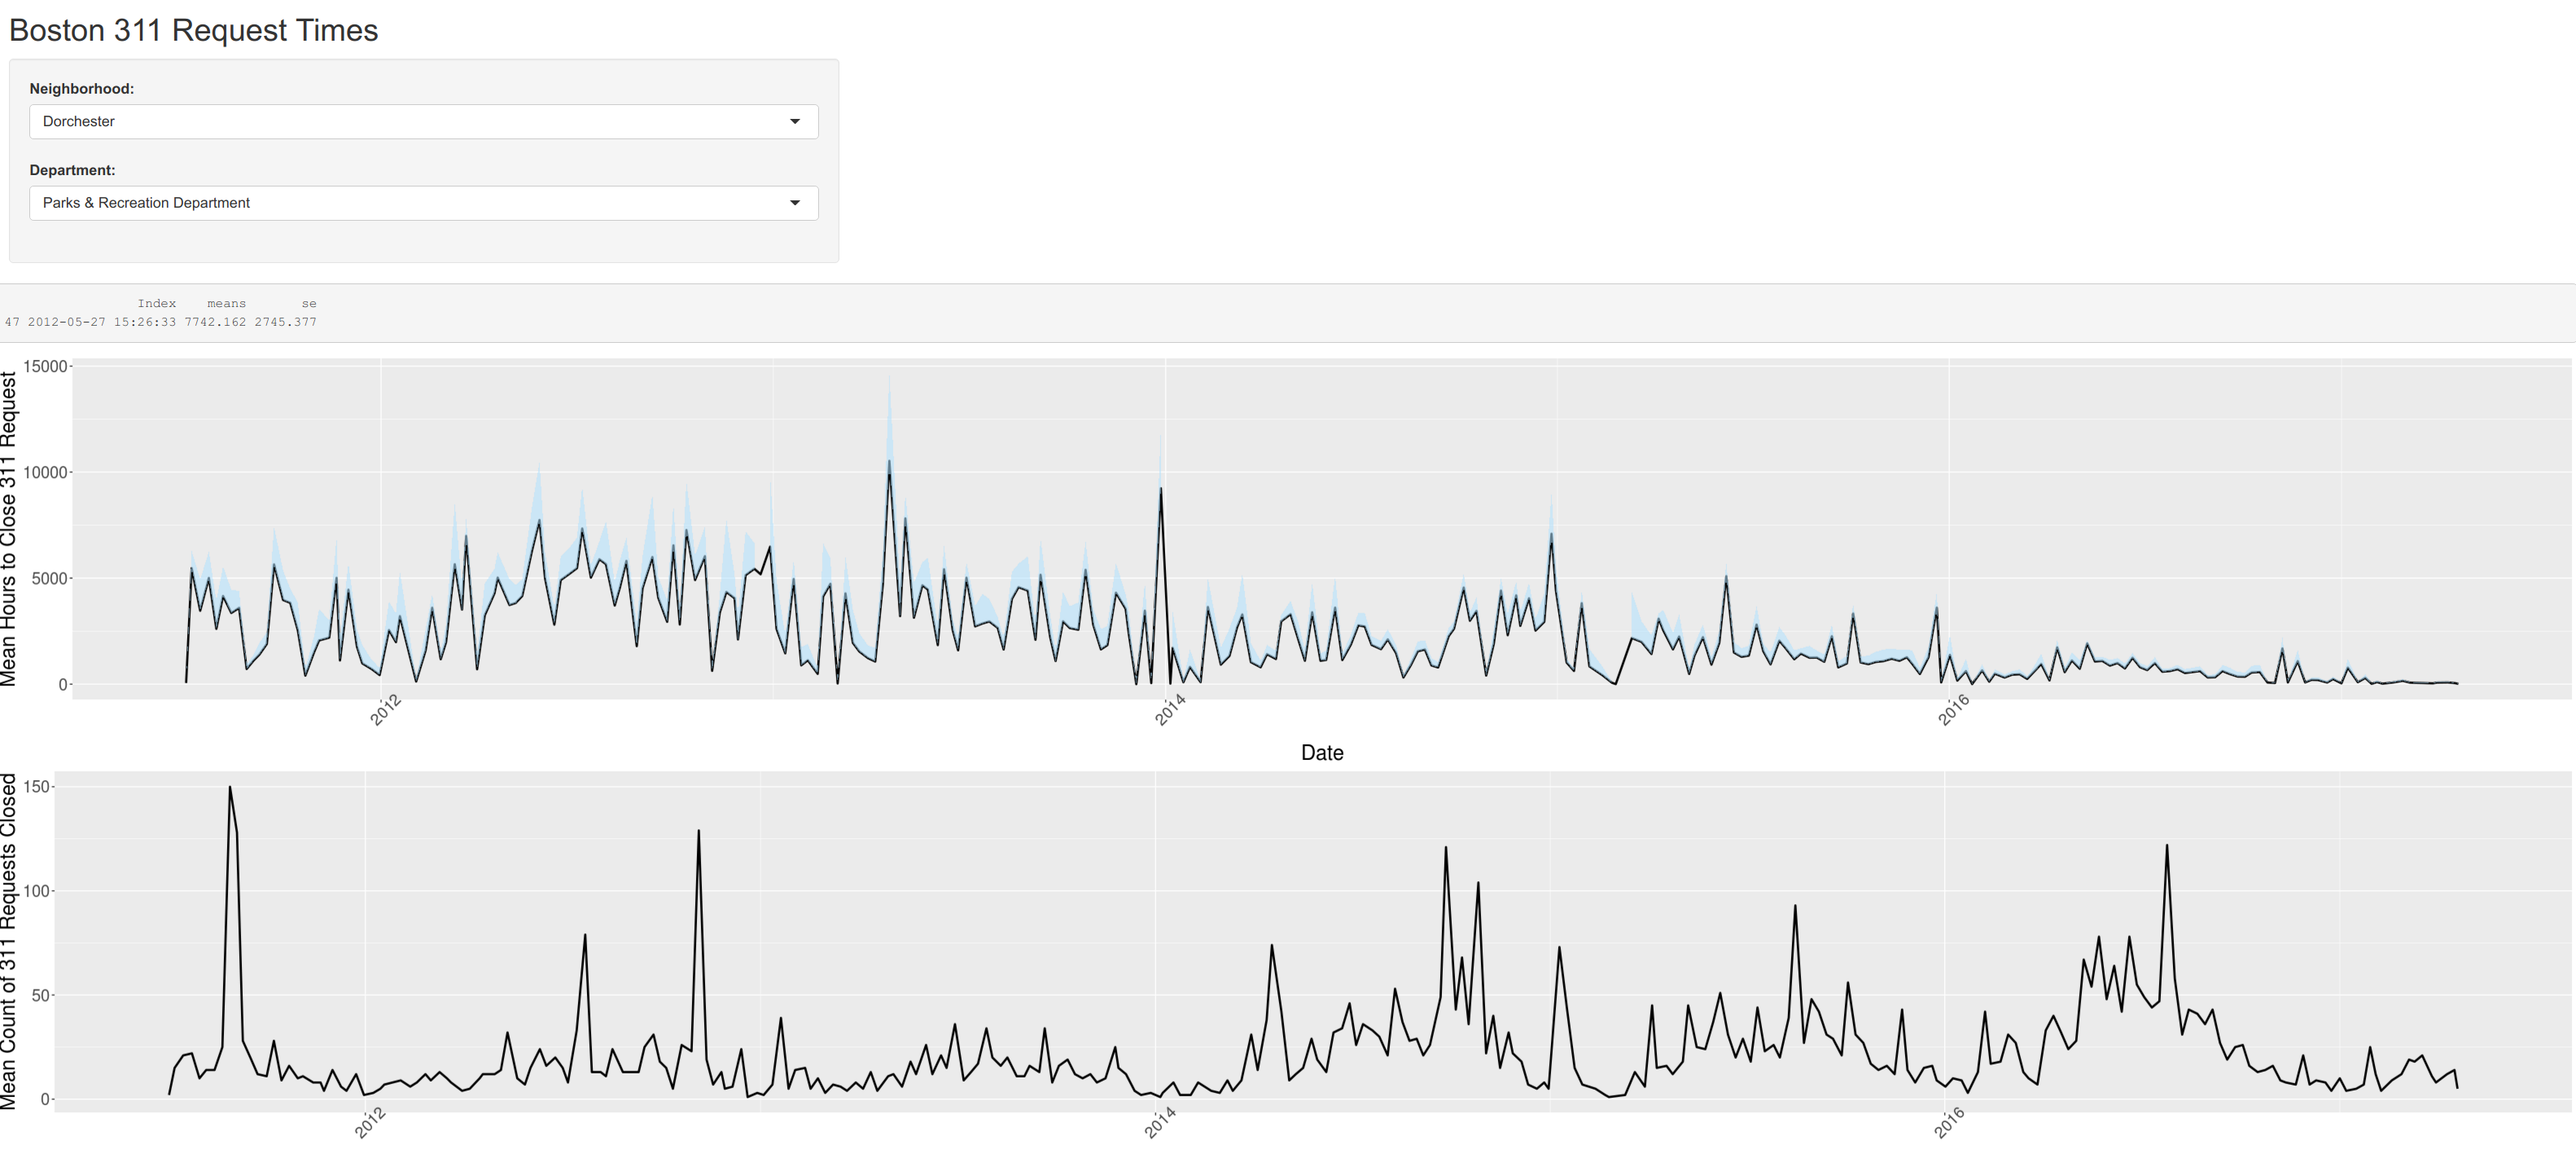 Boston 311 Request Times
Neighborhood:
Dorchester
Department:
Parks & Recreation Department
Index means se
47 2012-05-27 15:26:33 7742.162 2745.377
Mean Hours to Close 311 Request
15000
10000
5000
0
2012
2014
2016
Date
Mean Count of 311 Requests Closed
150
100
50
0
2012
2014
2016